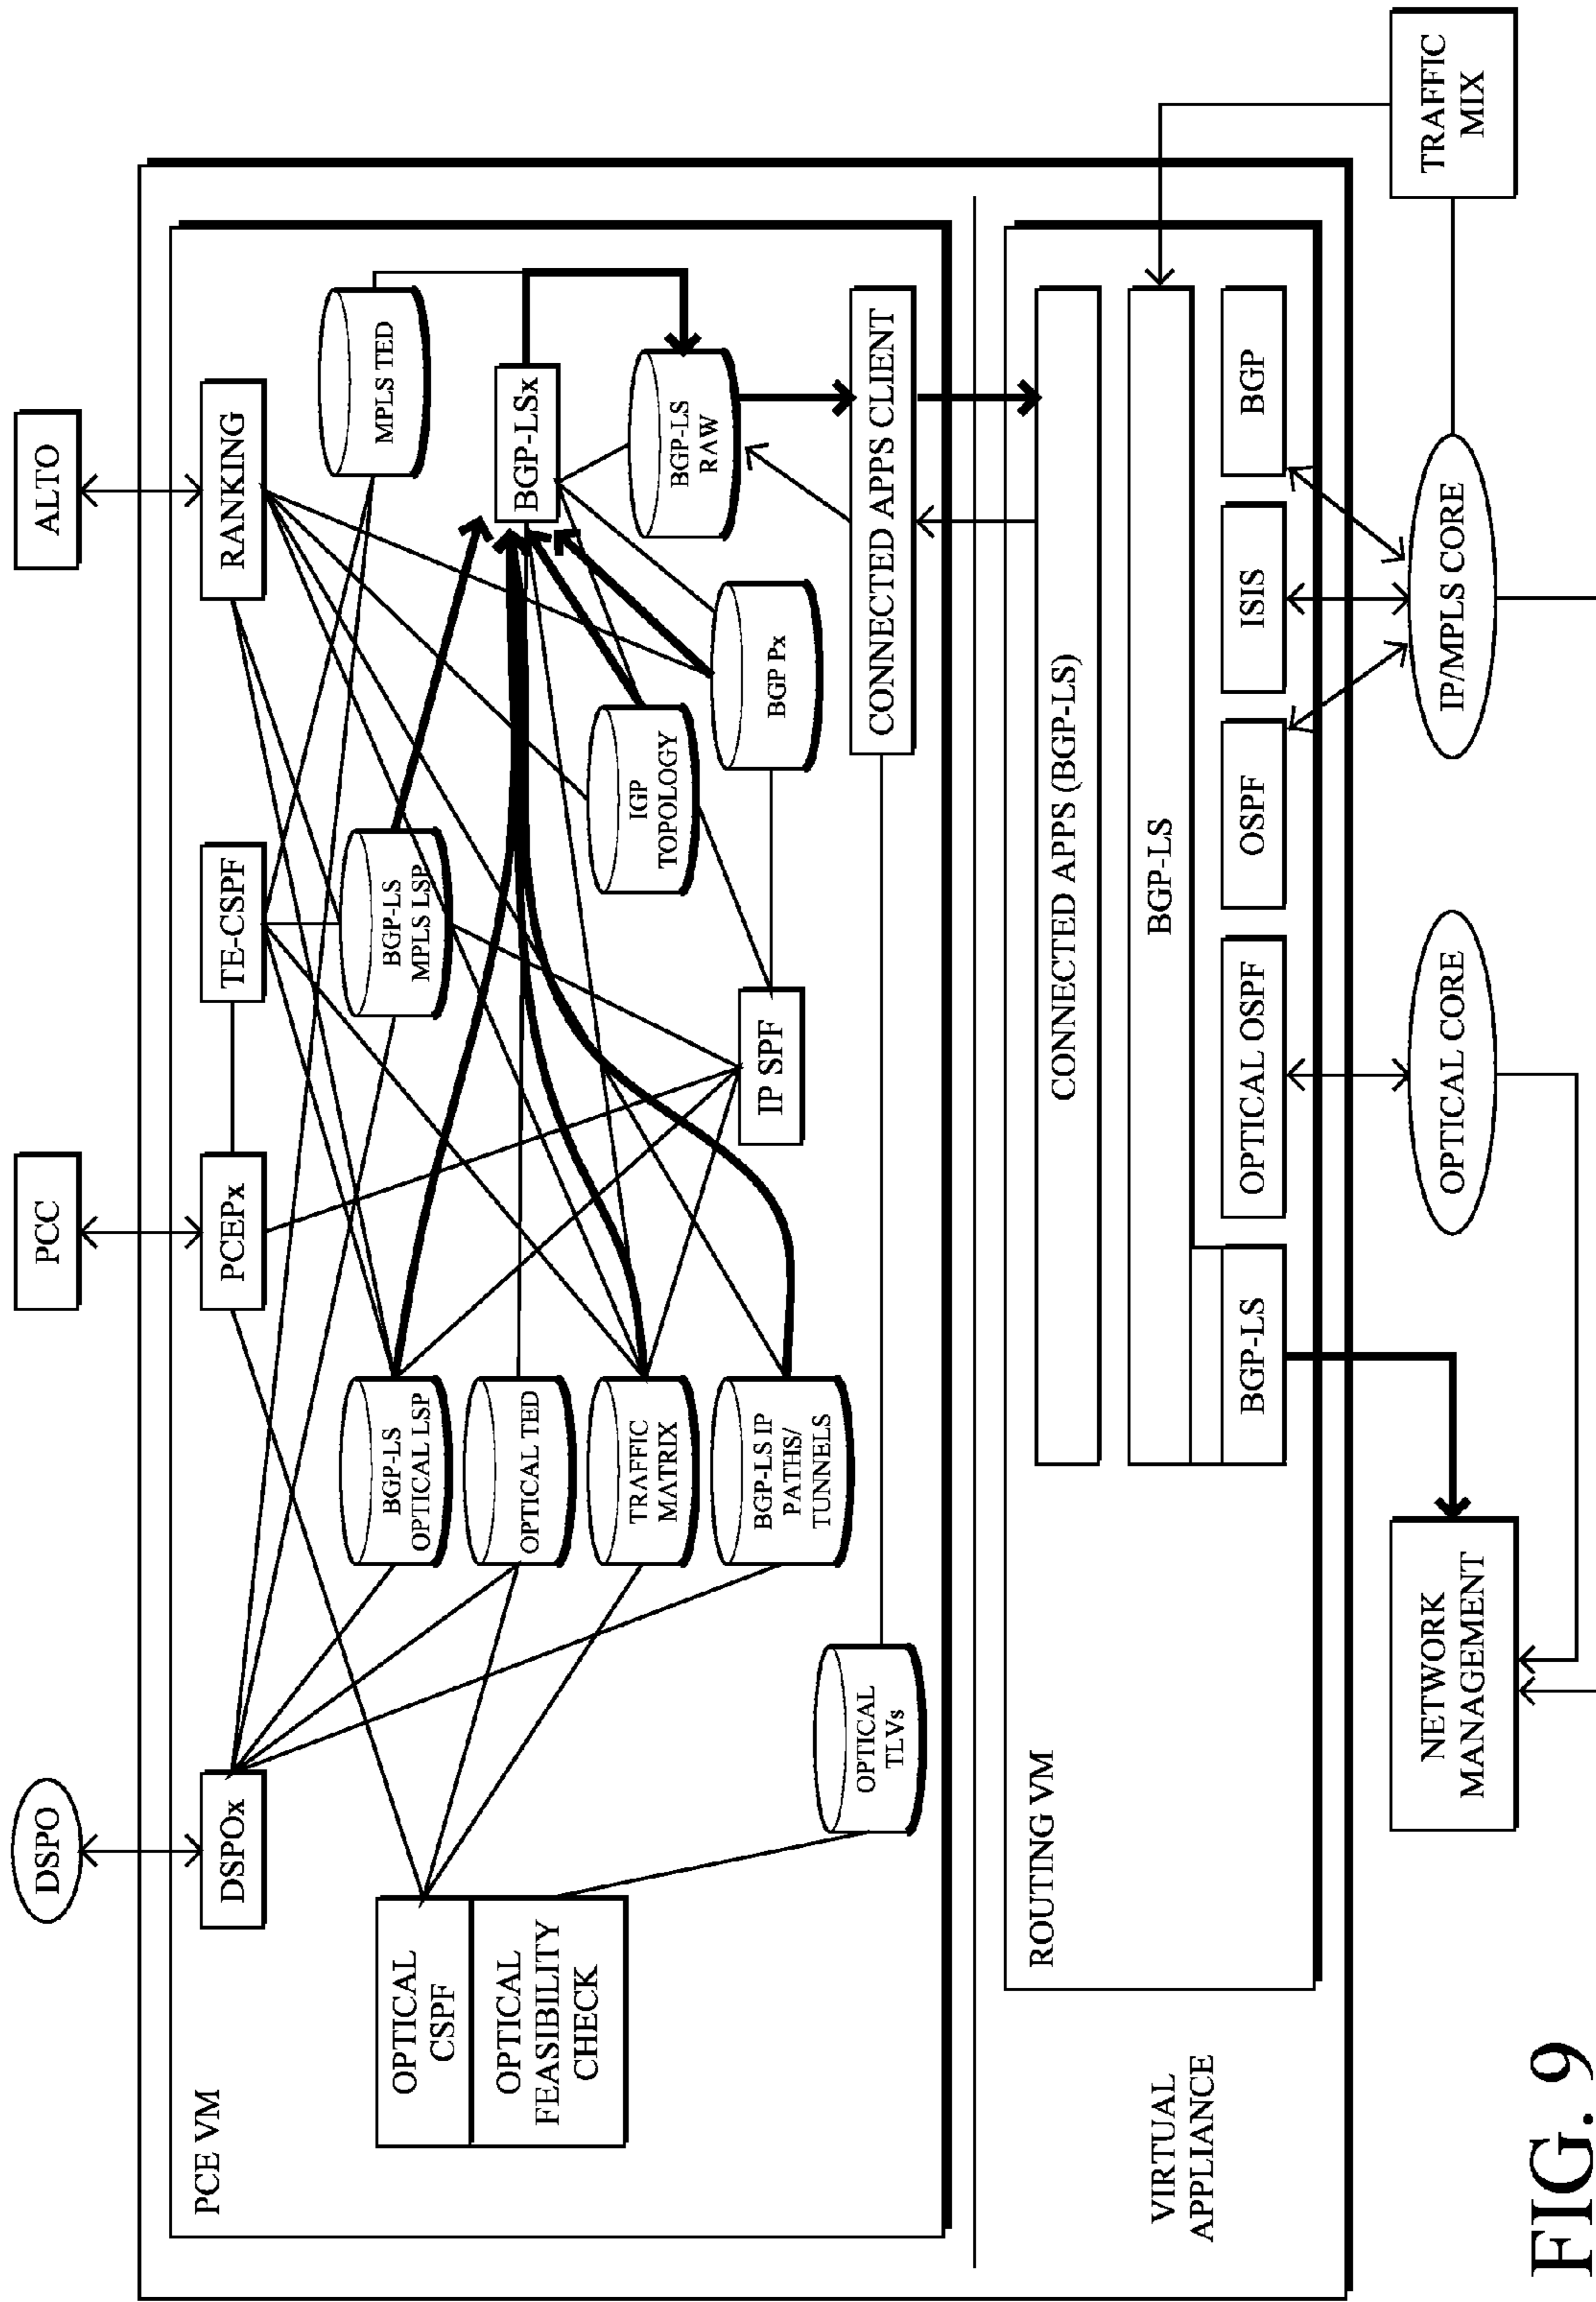 DSPO
PCC
ALTO
PCE VM
DSPOx
PCEPx
TE-CSPF
RANKING
OPTICAL
CSPF
OPTICAL
FEASIBILITY
CHECK
BGP-LS
OPTICAL LSP
OPTICAL TED
TRAFFIC
MATRIX
BGP-LS IP
PATHS/
TUNNELS
BGP-LS
MPLS LSP
MPLS TED
BGP-LSx
BGP-LS
RAW
IGP
TOPOLOGY
BGP Px
IP SPF
OPTICAL
TLVs
CONNECTED APPS CLIENT
VIRTUAL
APPLIANCE
ROUTING VM
CONNECTED APPS (BGP-LS)
BGP-LS
BGP-LS
OPTICAL OSPF
OSPF
ISIS
BGP
NETWORK
MANAGEMENT
OPTICAL CORE
IP/MPLS CORE
TRAFFIC
MIX
FIG. 9